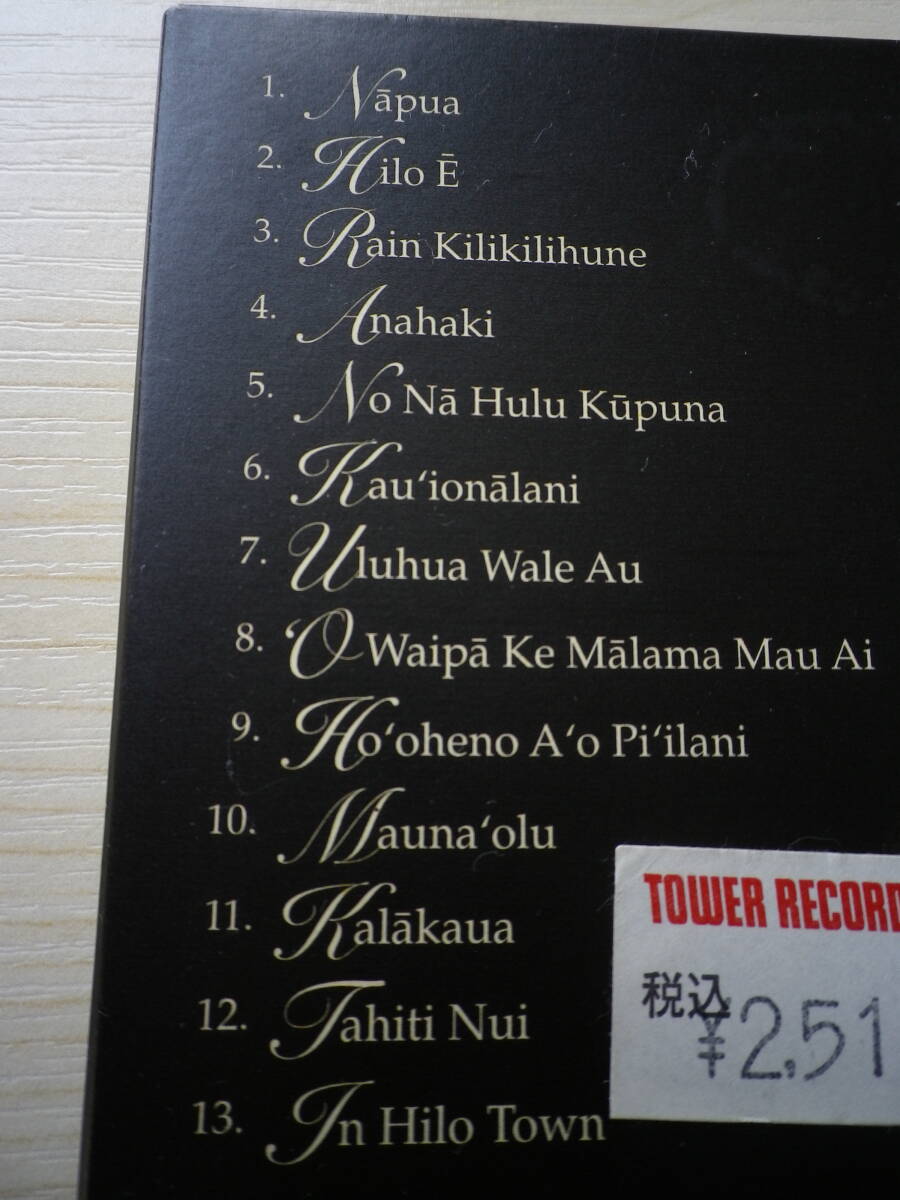 1. Nāpua
2. Hilo Ē
3. Rain Kilikilihune
4. Anahaki
5. No Nā Hulu Kūpuna
6. Kau‘ionālani
7. Uluhua Wale Au
8. ‘O Waipā Ke Mālama Mau Ai
9. Ho‘oheno A‘o Pi‘ilani
10. Mauna‘olu
11. Kalākaua
12. Tahiti Nui
13. In Hilo Town
TOWER RECORD
税込
¥2,51